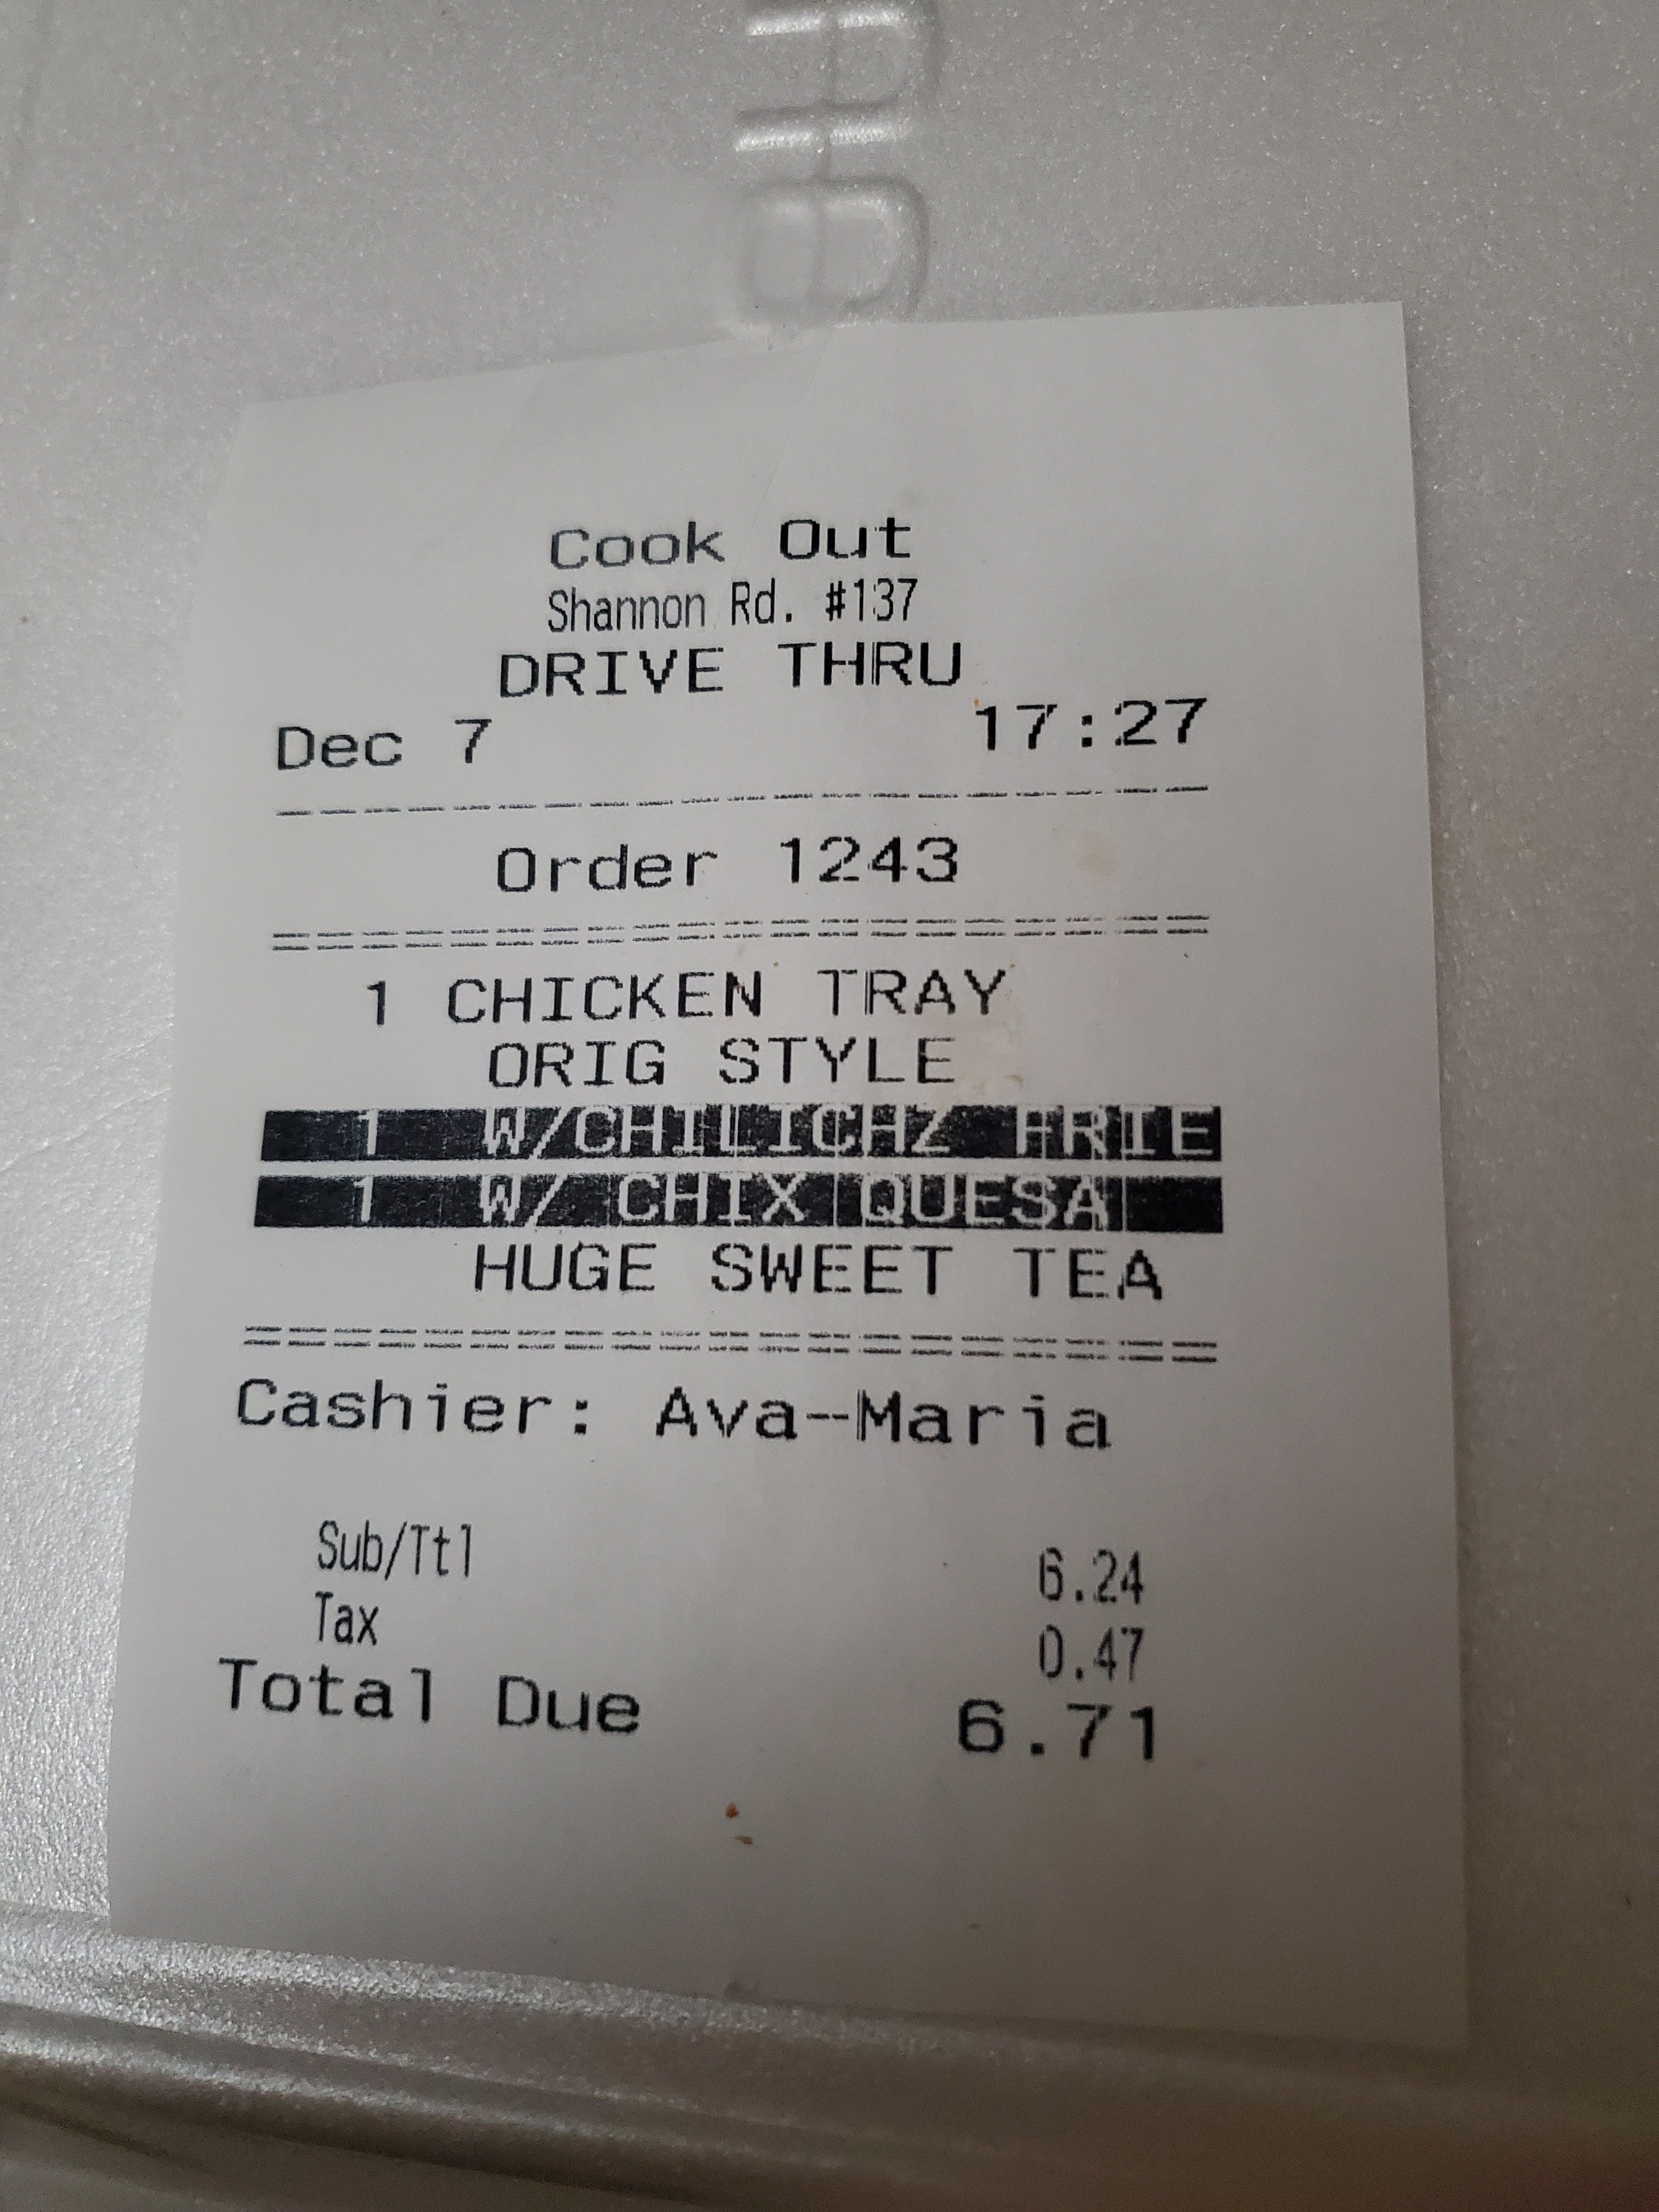 Cook Out
Shannon Rd. #137
DRIVE THRU
Dec 7 17:27
Order 1243
1 CHICKEN TRAY
ORIG STYLE
1 W/CHILICHZ FRIE
1 W/ CHIX QUESA
HUGE SWEET TEA
Cashier: Ava-Maria
Sub/Ttl 6.24
Tax 0.47
Total Due 6.71